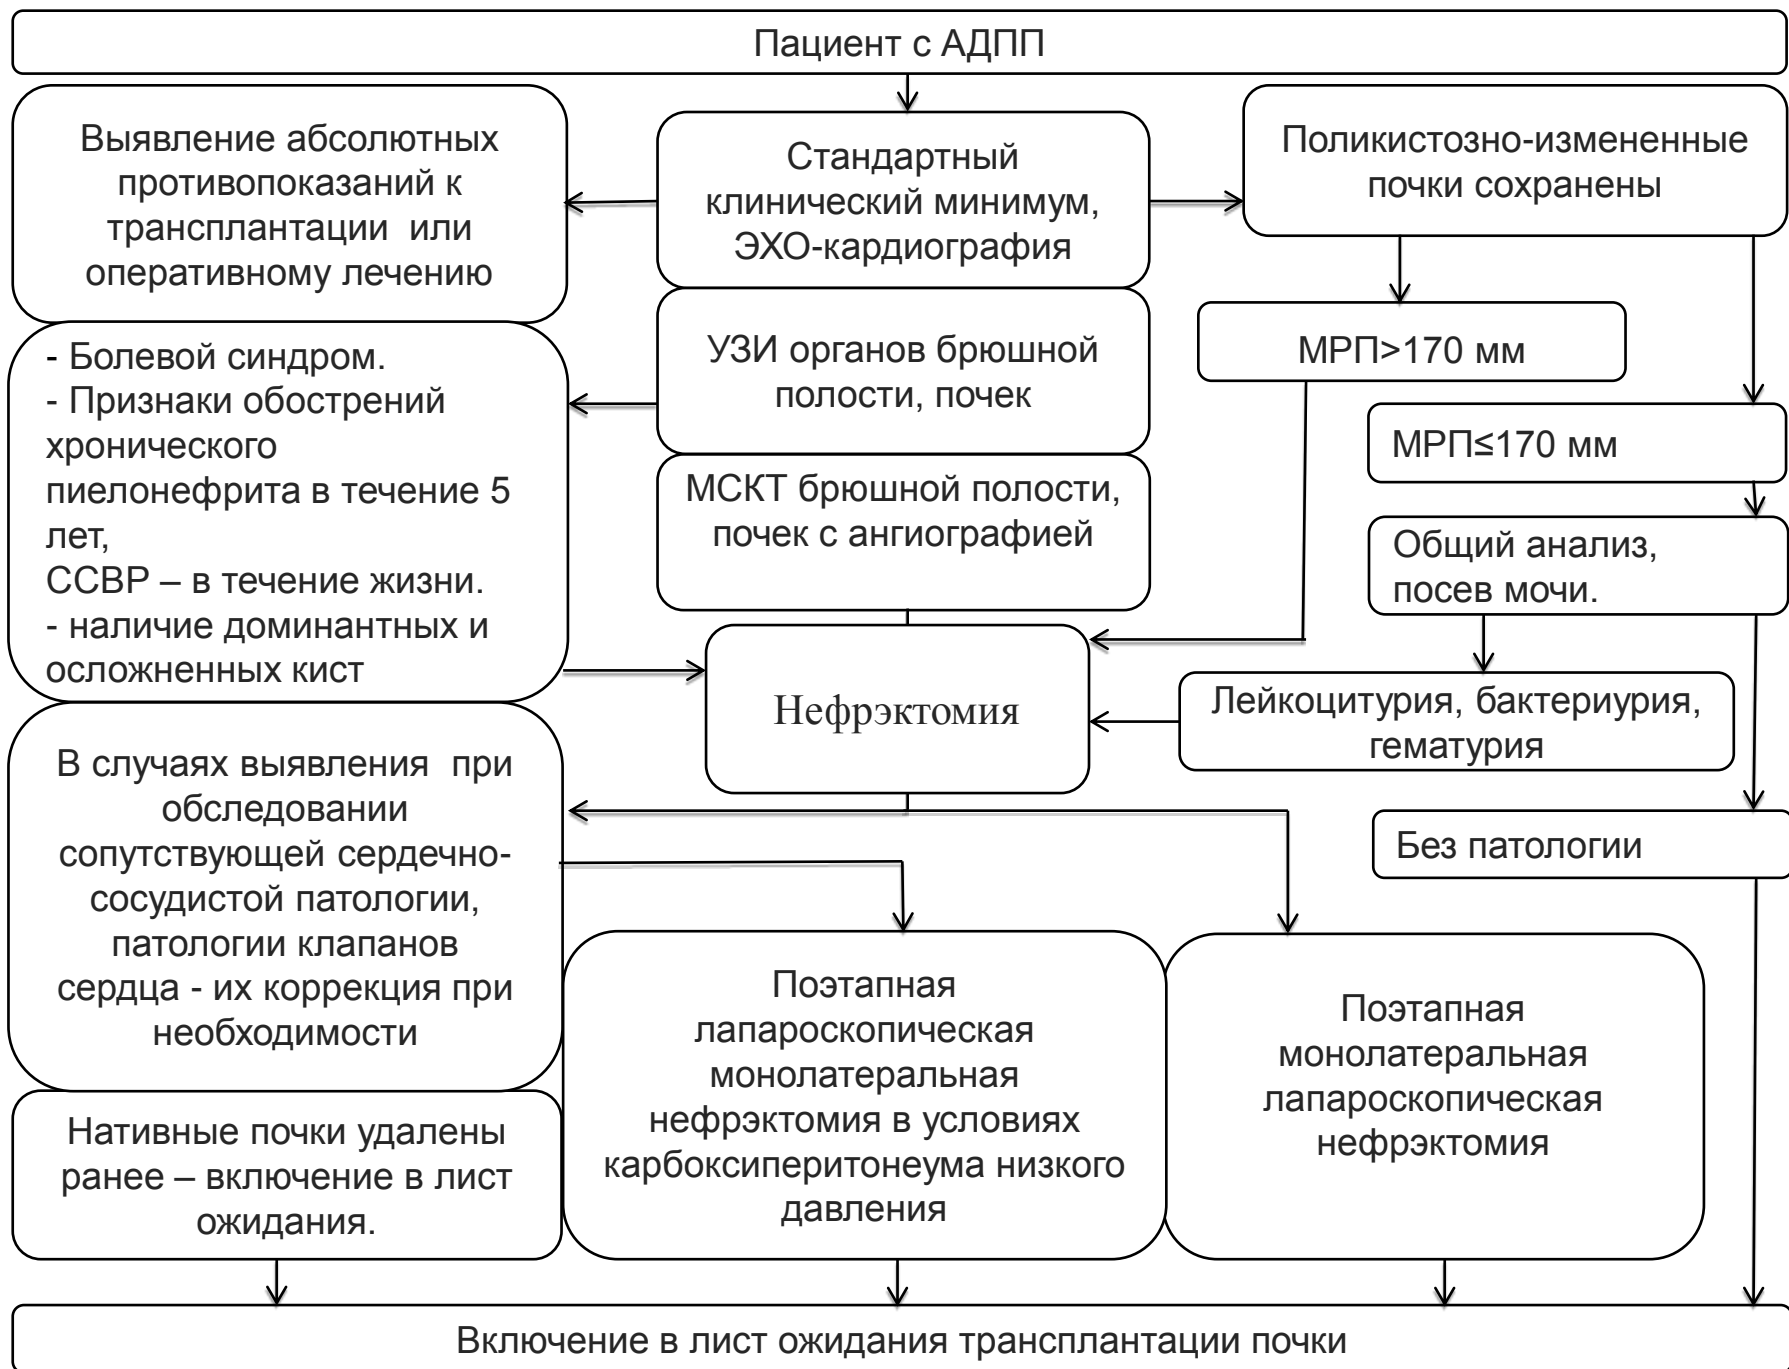 Пациент с АДПП
Выявление абсолютных
противопоказаний к
трансплантации или
оперативному лечению
Стандартный
клинический минимум,
ЭХО-кардиография
Поликистозно-измененные
почки сохранены
- Болевой синдром.
- Признаки обострений
хронического
пиелонефрита в течение 5
лет,
ССВР – в течение жизни.
- наличие доминантных и
осложненных кист
УЗИ органов брюшной
полости, почек
МРП>170 мм
МРП≤170 мм
МСКТ брюшной полости,
почек с ангиографией
Общий анализ,
посев мочи.
Нефрэктомия
Лейкоцитурия, бактериурия,
гематурия
В случаях выявления при
обследовании
сопутствующей сердечно-
сосудистой патологии,
патологии клапанов
сердца - их коррекция при
необходимости
Без патологии
Поэтапная
лапароскопическая
монолатеральная
нефрэктомия в условиях
карбоксиперитонеума низкого
давления
Поэтапная
монолатеральная
лапароскопическая
нефрэктомия
Нативные почки удалены
ранее – включение в лист
ожидания.
Включение в лист ожидания трансплантации почки